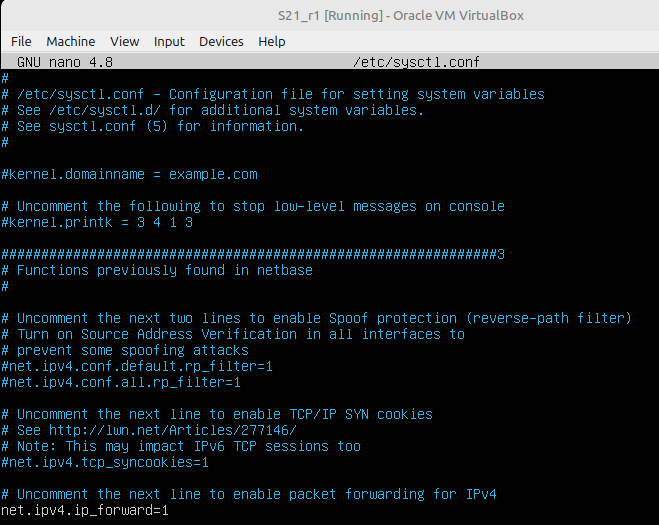 S21_r1 [Running] - Oracle VM VirtualBox
File Machine View Input Devices Help
GNU nano 4.8 /etc/sysctl.conf
#
# /etc/sysctl.conf - Configuration file for setting system variables
# See /etc/sysctl.d/ for additional system variables.
# See sysctl.conf (5) for information.
#
#kernel.domainname = example.com
# Uncomment the following to stop low-level messages on console
#kernel.printk = 3 4 1 3
##############################################################3
# Functions previously found in netbase
#
# Uncomment the next two lines to enable Spoof protection (reverse-path filter)
# Turn on Source Address Verification in all interfaces to
# prevent some spoofing attacks
#net.ipv4.conf.default.rp_filter=1
#net.ipv4.conf.all.rp_filter=1
# Uncomment the next line to enable TCP/IP SYN cookies
# See http://lwn.net/Articles/277146/
# Note: This may impact IPv6 TCP sessions too
#net.ipv4.tcp_syncookies=1
# Uncomment the next line to enable packet forwarding for IPv4
net.ipv4.ip_forward=1